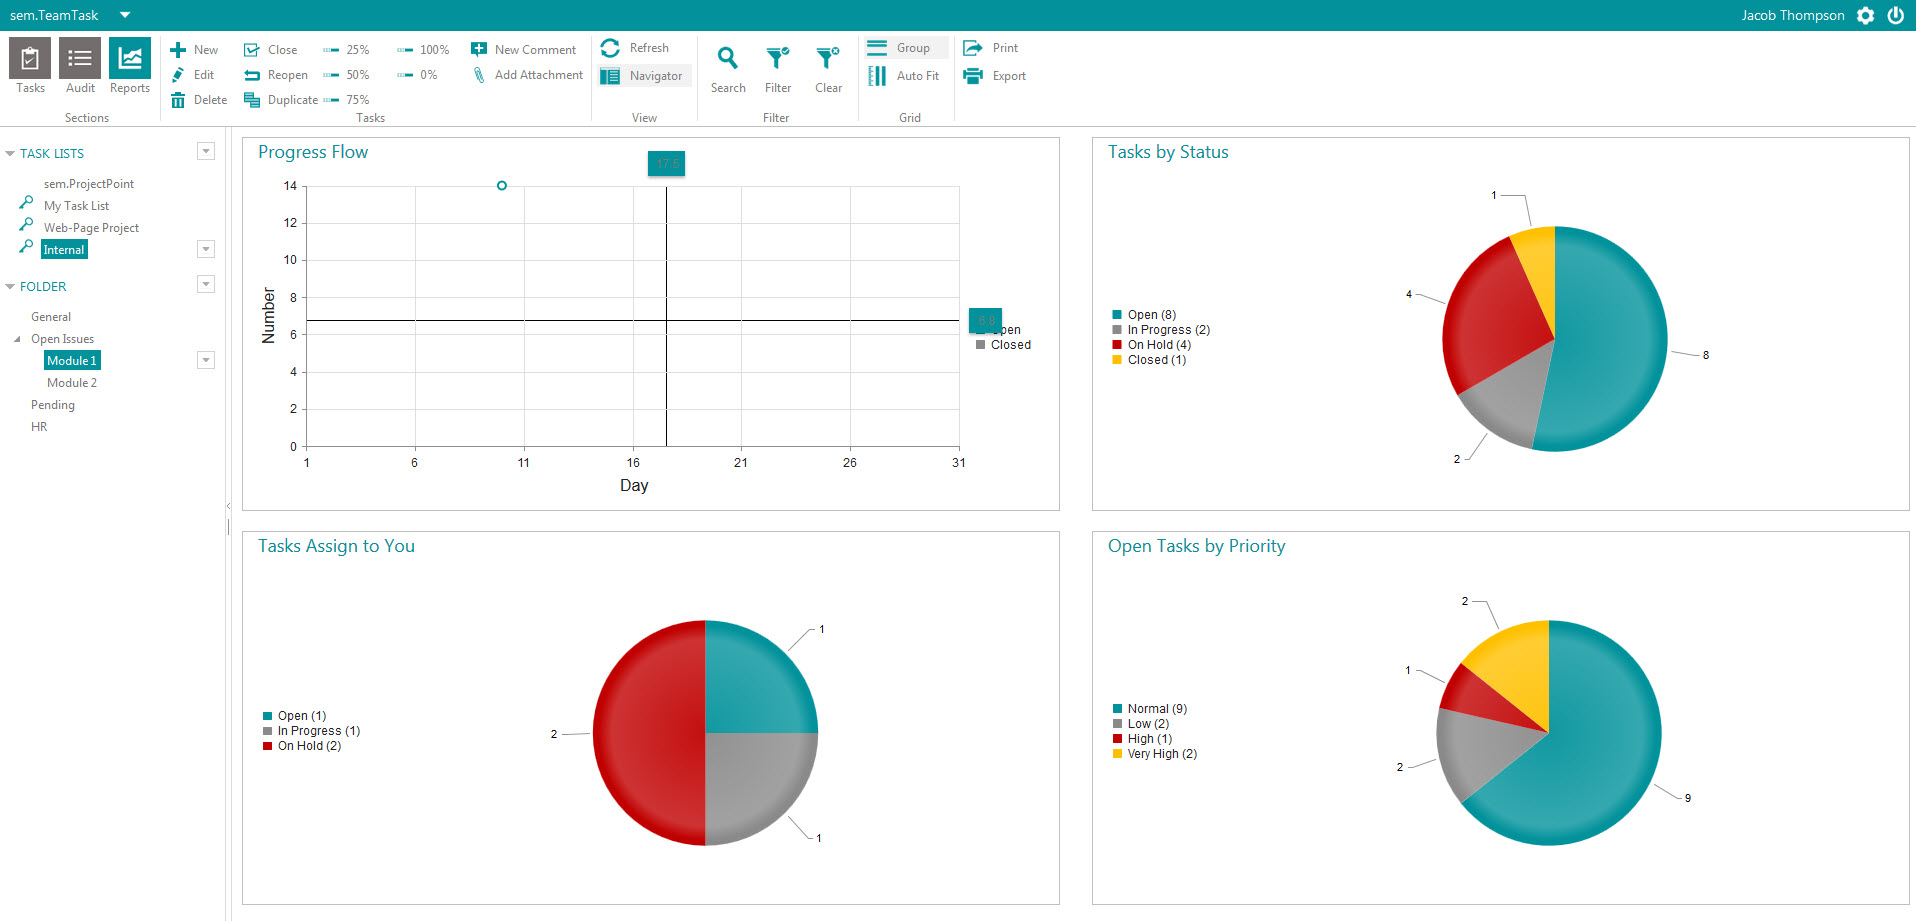 sem.TeamTask
Jacob Thompson
Tasks
Audit
Reports
Sections
New
Edit
Delete
Close
Reopen
Duplicate
25%
50%
75%
100%
0%
New Comment
Add Attachment
Tasks
Refresh
Navigator
View
Search
Filter
Clear
Filter
Group
Auto Fit
Grid
Print
Export
TASK LISTS
sem.ProjectPoint
My Task List
Web-Page Project
Internal
FOLDER
General
Open Issues
Module 1
Module 2
Pending
HR
Progress Flow
17.5
14
12
10
8
6
4
2
0
Number
1 6 11 16 21 26 31
Day
6.8
Open
Closed
Tasks by Status
Open (8)
In Progress (2)
On Hold (4)
Closed (1)
1
4
8
2
Tasks Assign to You
Open (1)
In Progress (1)
On Hold (2)
1
2
1
Open Tasks by Priority
Normal (9)
Low (2)
High (1)
Very High (2)
2
1
2
9